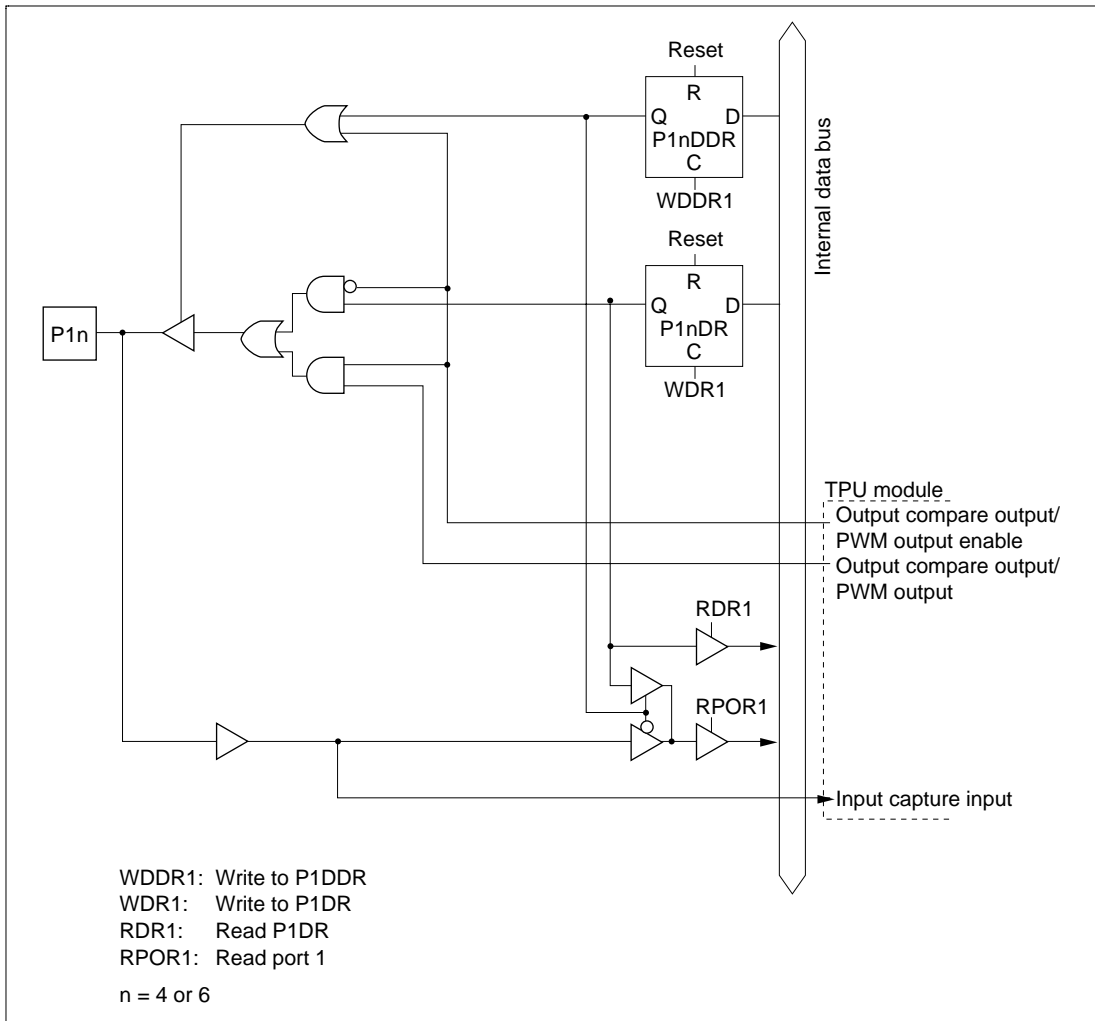 Reset
R
Q D
P1nDDR
C
WDDR1
Internal data bus
Reset
R
Q D
P1nDR
C
WDR1
P1n
TPU module
Output compare output/
PWM output enable
Output compare output/
PWM output
RDR1
RPOR1
Input capture input
WDDR1: Write to P1DDR
WDR1: Write to P1DR
RDR1: Read P1DR
RPOR1: Read port 1
n = 4 or 6